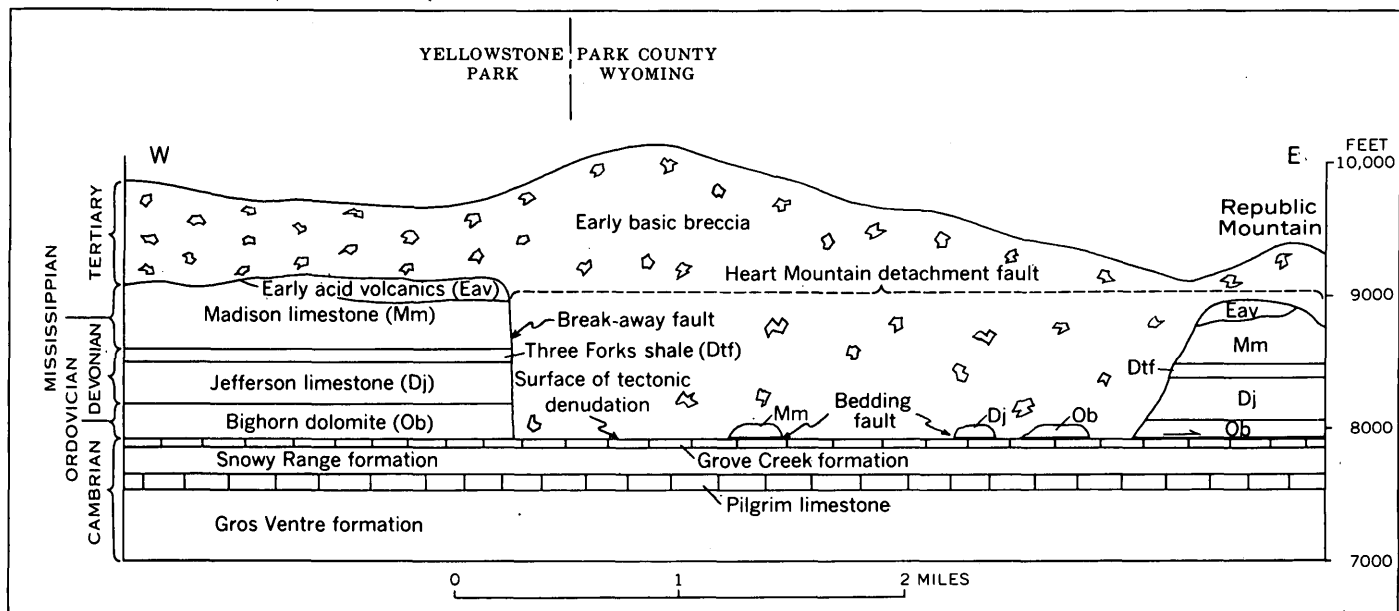 YELLOWSTONE PARK COUNTY
PARK WYOMING
W
E
FEET
10,000
Republic
Mountain
TERTIARY
Early basic breccia
Heart Mountain detachment fault
9000
Early acid volcanics (Eav)
Eav
MISSISSIPPIAN
Madison limestone (Mm)
Break-away fault
Mm
Three Forks shale (Dtf)
Dtf
DEVONIAN
Jefferson limestone (Dj)
Surface of tectonic
denudation
Dj
ORDOVICIAN
Bighorn dolomite (Ob)
Mm
Bedding
fault
Dj
Ob
Ob
8000
CAMBRIAN
Snowy Range formation
Grove Creek formation
Pilgrim limestone
Gros Ventre formation
7000
0 1 2 MILES